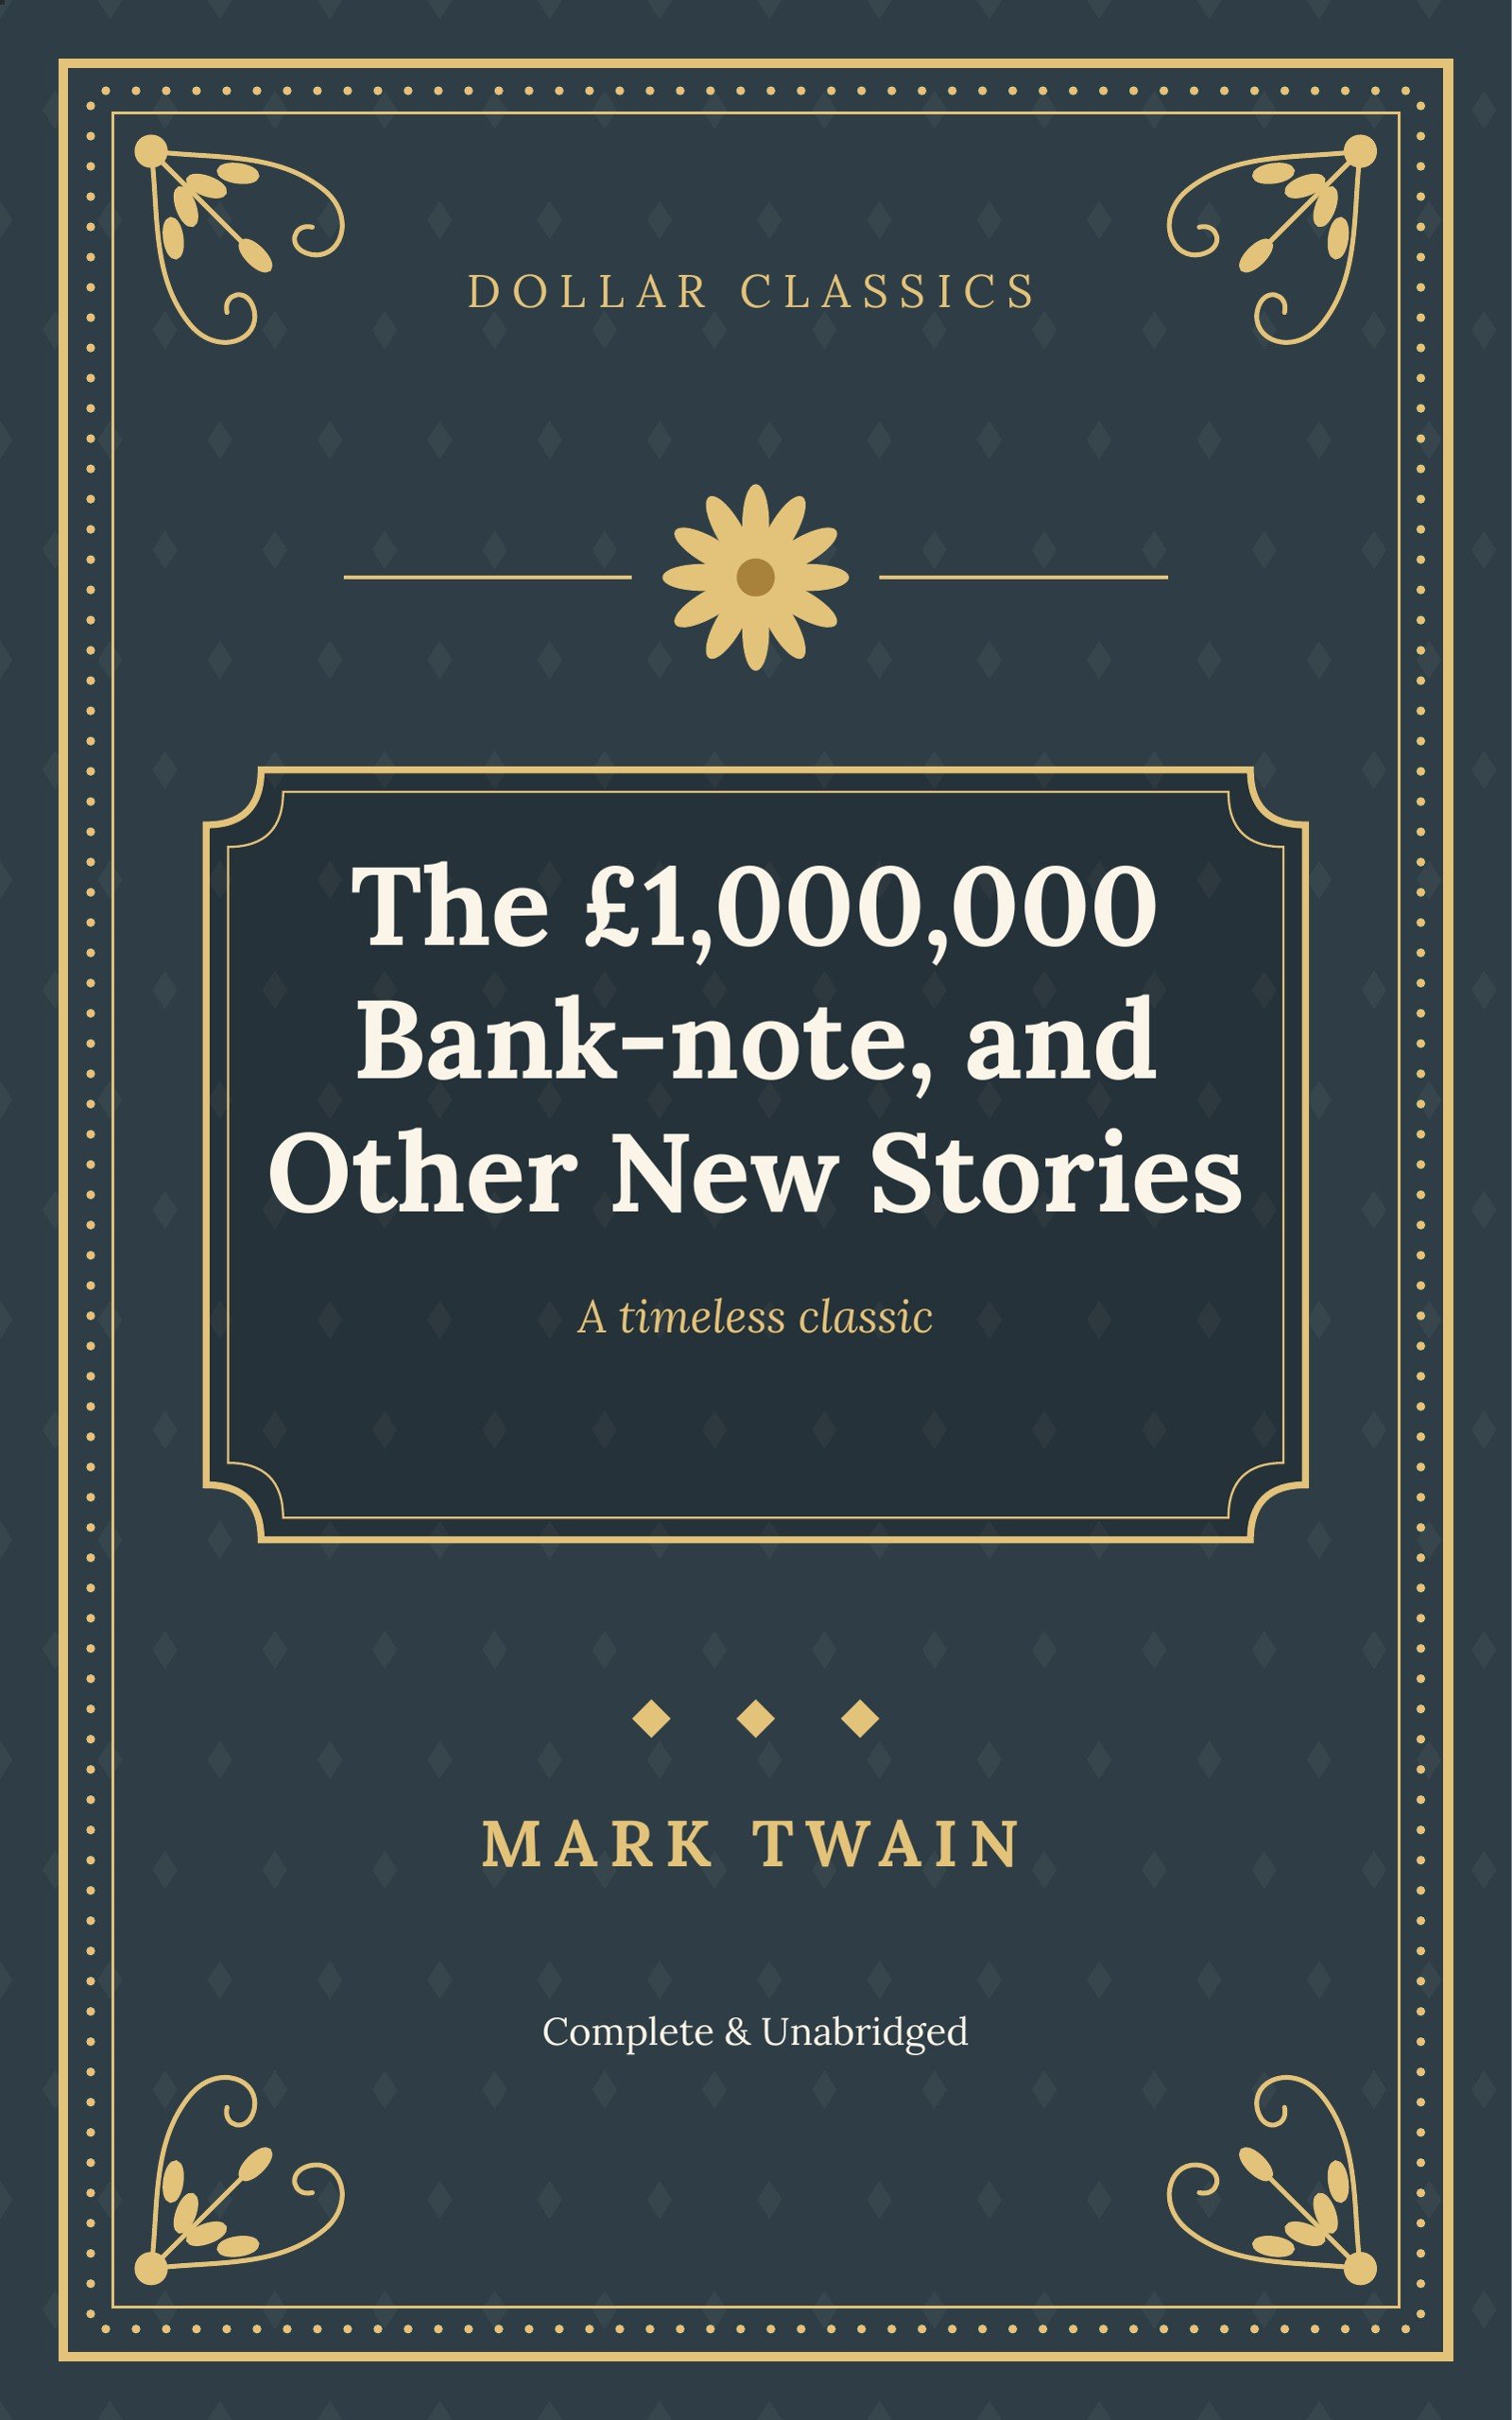 DOLLAR CLASSICS
The £1,000,000
Bank-note, and
Other New Stories
A timeless classic
MARK TWAIN
Complete & Unabridged